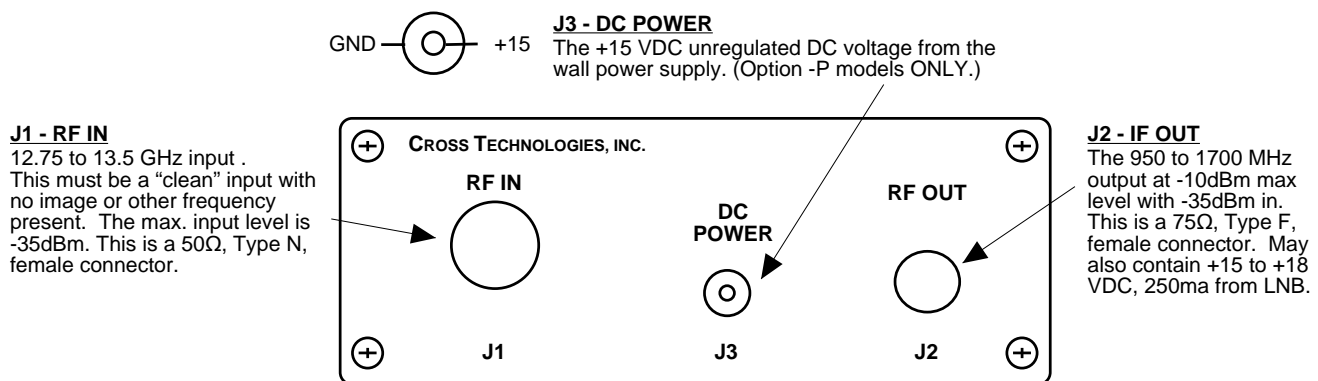 GND
+15
J3 - DC POWER
The +15 VDC unregulated DC voltage from the
wall power supply. (Option -P models ONLY.)
J1 - RF IN
12.75 to 13.5 GHz input .
This must be a “clean” input with
no image or other frequency
present. The max. input level is
-35dBm. This is a 50Ω, Type N,
female connector.
CROSS TECHNOLOGIES, INC.
RF IN
DC
POWER
RF OUT
J1
J3
J2
J2 - IF OUT
The 950 to 1700 MHz
output at -10dBm max
level with -35dBm in.
This is a 75Ω, Type F,
female connector. May
also contain +15 to +18
VDC, 250ma from LNB.